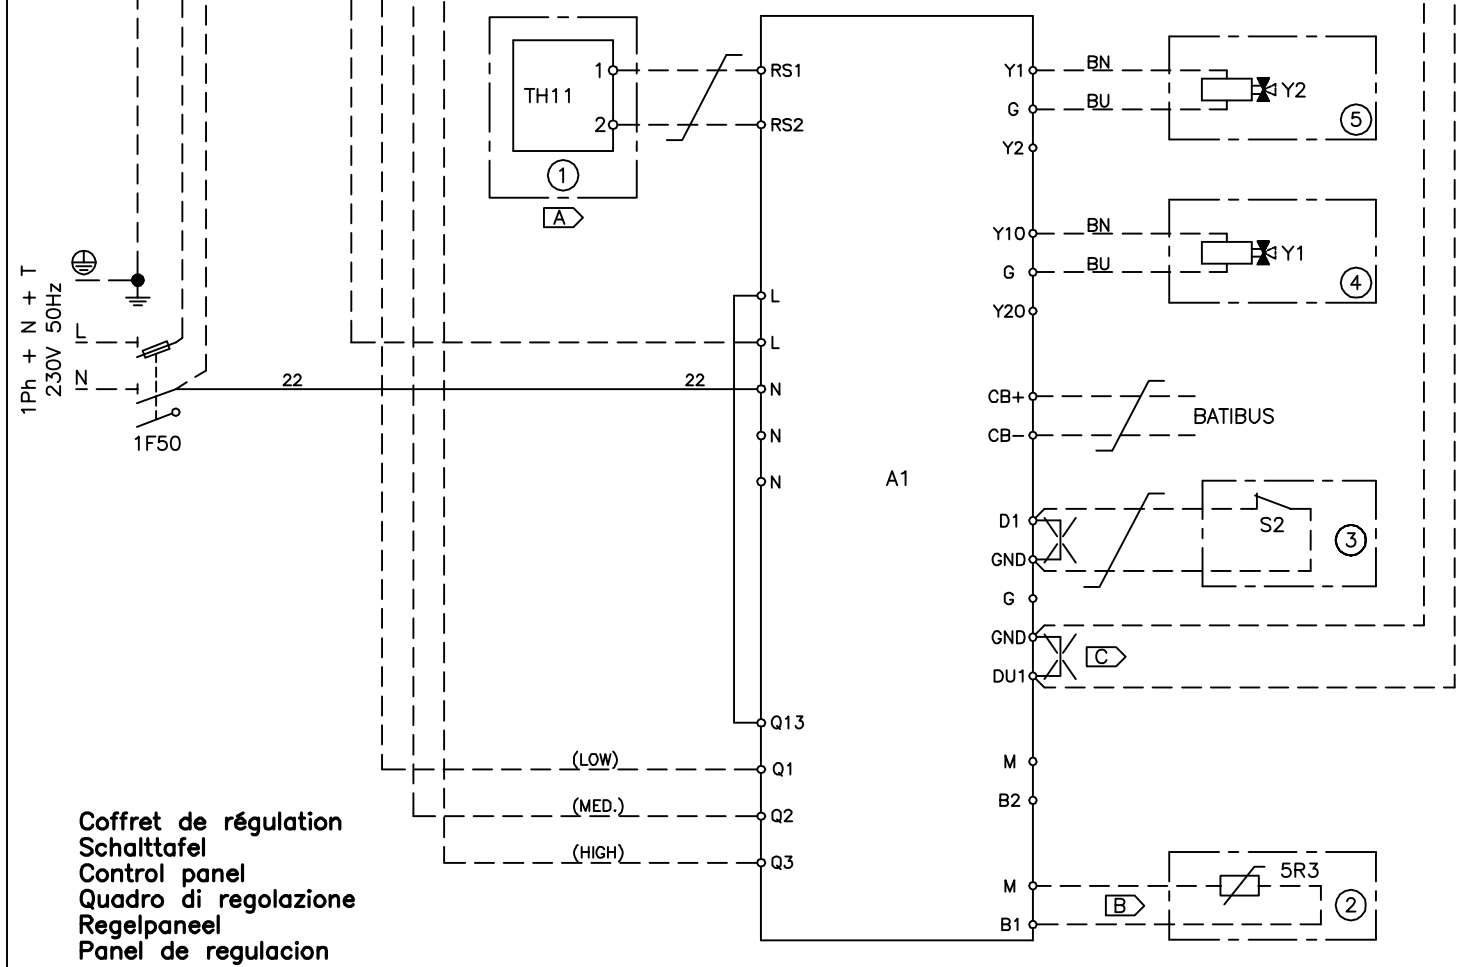 1
TH11
2
1
A
RS1
RS2
L
L
N
N
N
Q13
Q1
Q2
Q3
A1
Y1
G
Y2
Y10
G
Y20
CB+
CB-
D1
GND
G
GND
DU1
M
B2
M
B1
BN
BU
Y2
5
BN
BU
Y1
4
BATIBUS
S2
3
C
5R3
B
2
1Ph + N + T
230V 50Hz
L
N
1F50
22
22
(LOW)
(MED.)
(HIGH)
Coffret de régulation
Schalttafel
Control panel
Quadro di regolazione
Regelpaneel
Panel de regulacion